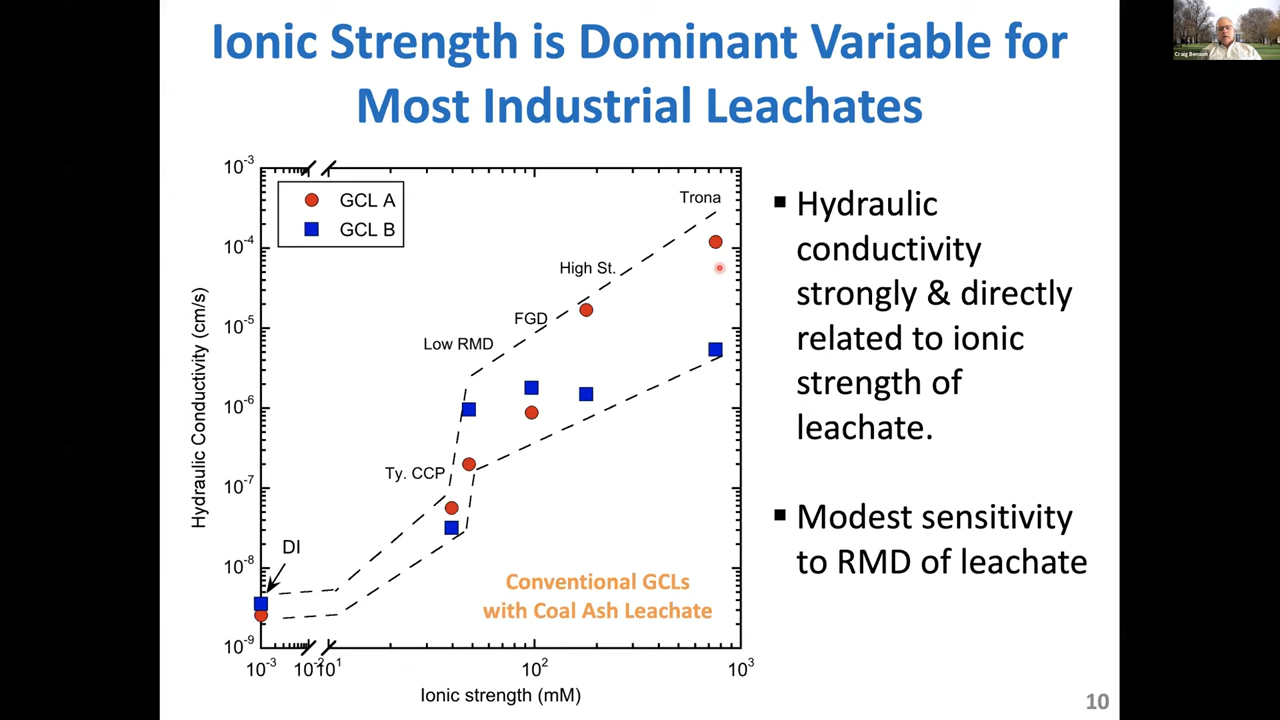 Ionic Strength is Dominant Variable for
Most Industrial Leachates
Craig Benson
10⁻³
10⁻⁴
10⁻⁵
10⁻⁶
10⁻⁷
10⁻⁸
10⁻⁹
Hydraulic Conductivity (cm/s)
GCL A
GCL B
Trona
High St.
FGD
Low RMD
Ty. CCP
DI
Conventional GCLs
with Coal Ash Leachate
10⁻³ 10⁻² 10¹ 10² 10³
Ionic strength (mM)
▪ Hydraulic
conductivity
strongly & directly
related to ionic
strength of
leachate.
▪ Modest sensitivity
to RMD of leachate
10